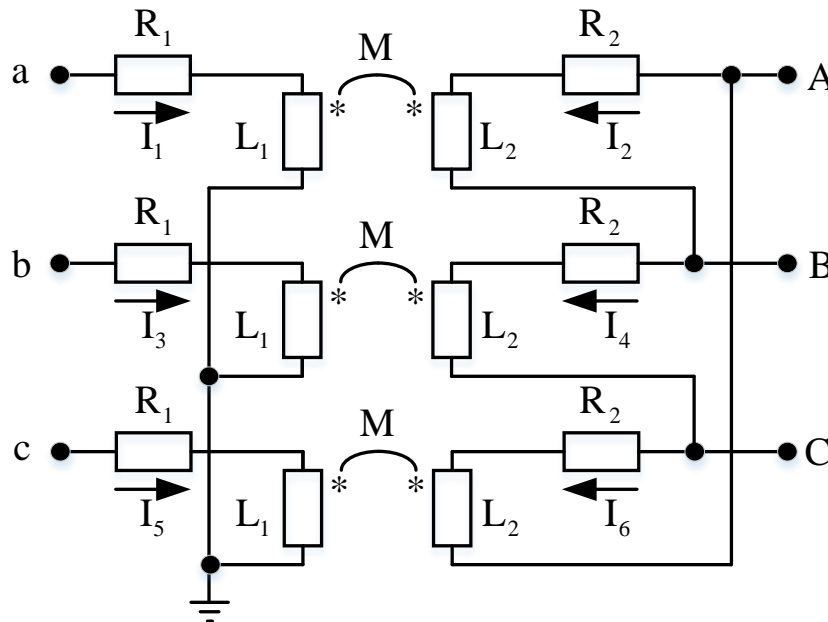 R1 M R2
a A
* *
I1 L1 L2 I2
R1 M R2
b B
* *
I3 L1 L2 I4
R1 M R2
c C
* *
I5 L1 L2 I6